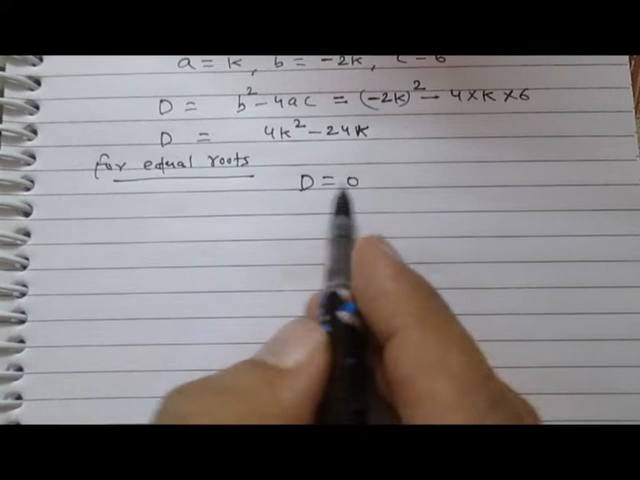 a = k, b = -2k, c = 6
D = b² - 4ac = (-2k)² - 4×k×6
D = 4k² - 24k
for equal roots
D = 0